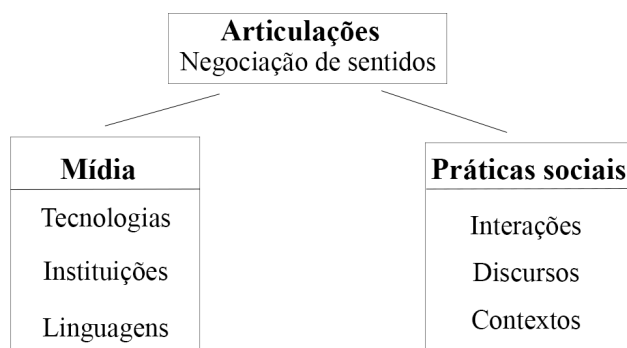 Articulações
Negociação de sentidos
Mídia
Tecnologias
Instituições
Linguagens
Práticas sociais
Interações
Discursos
Contextos